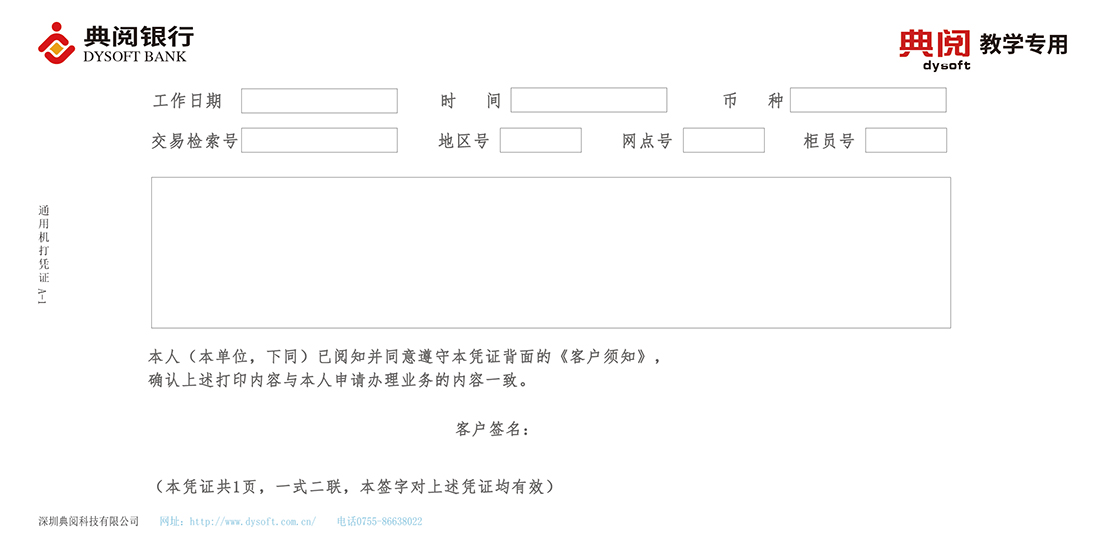 典阅银行
DYSOFT BANK
典阅
dysoft
教学专用
工作日期 时 间 币 种
交易检索号 地区号 网点号 柜员号
通用机打凭证 A-1
本人（本单位，下同）已阅知并同意遵守本凭证背面的《客户须知》，
确认上述打印内容与本人申请办理业务的内容一致。
客户签名：
（本凭证共1页，一式二联，本签字对上述凭证均有效）
深圳典阅科技有限公司 网址：http://www.dysoft.com.cn/ 电话0755-86638022